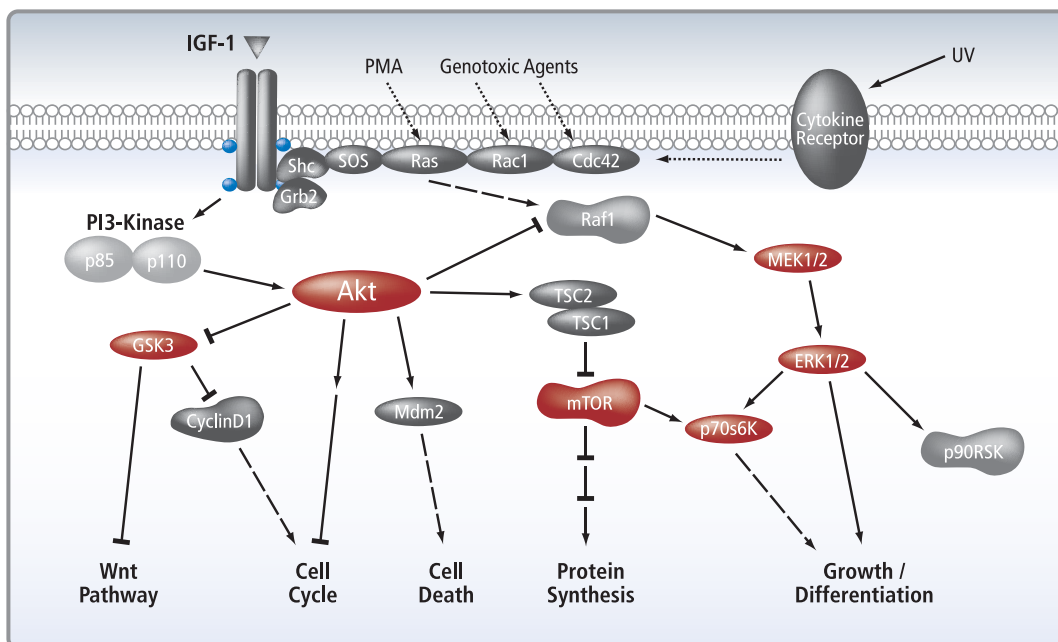 IGF-1
PMA
Genotoxic Agents
UV
Cytokine
Receptor
Shc
SOS
Ras
Rac1
Cdc42
Grb2
Raf1
PI3-Kinase
p85
p110
MEK1/2
Akt
TSC2
TSC1
GSK3
ERK1/2
CyclinD1
Mdm2
mTOR
p70s6K
p90RSK
Wnt
Pathway
Cell
Cycle
Cell
Death
Protein
Synthesis
Growth /
Differentiation